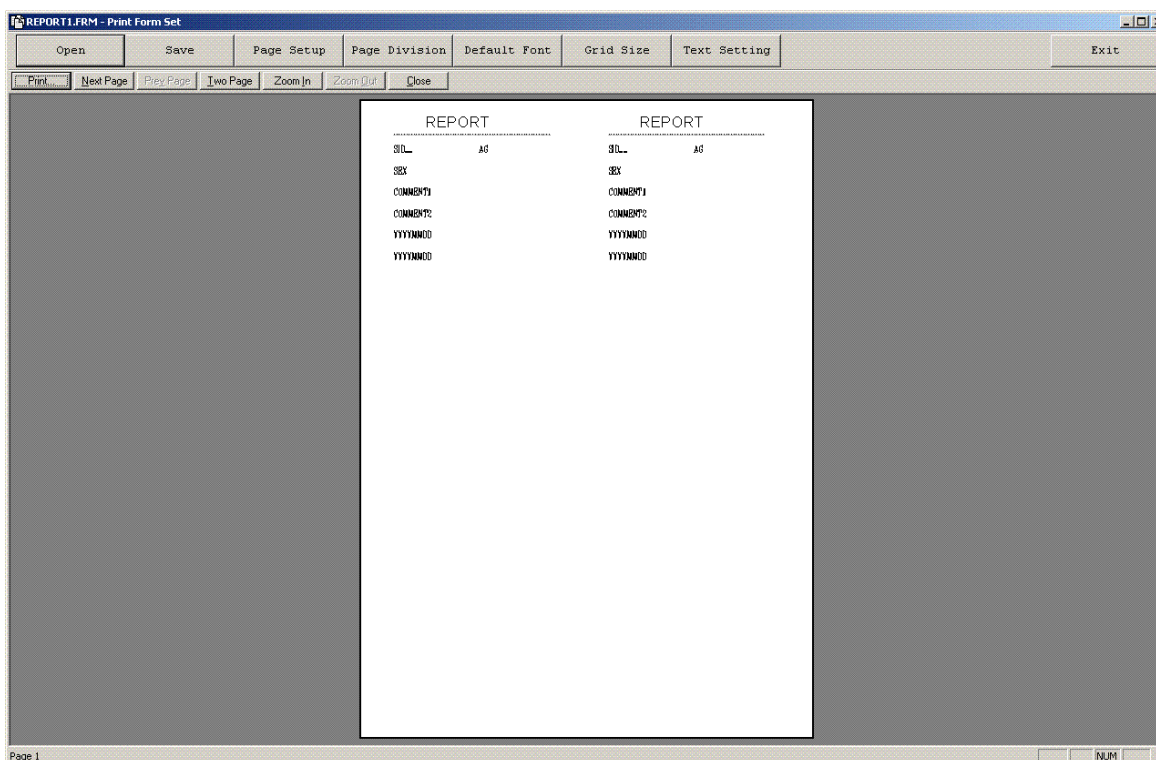 REPORT1.FRM - Print Form Set
Open Save Page Setup Page Division Default Font Grid Size Text Setting Exit
Print... Next Page Prev Page Two Page Zoom In Zoom Out Close
REPORT REPORT
SID__ AG SID__ AG
SEX SEX
COMMENT1 COMMENT1
COMMENT2 COMMENT2
YYYYMMDD YYYYMMDD
YYYYMMDD YYYYMMDD
Page 1 NUM